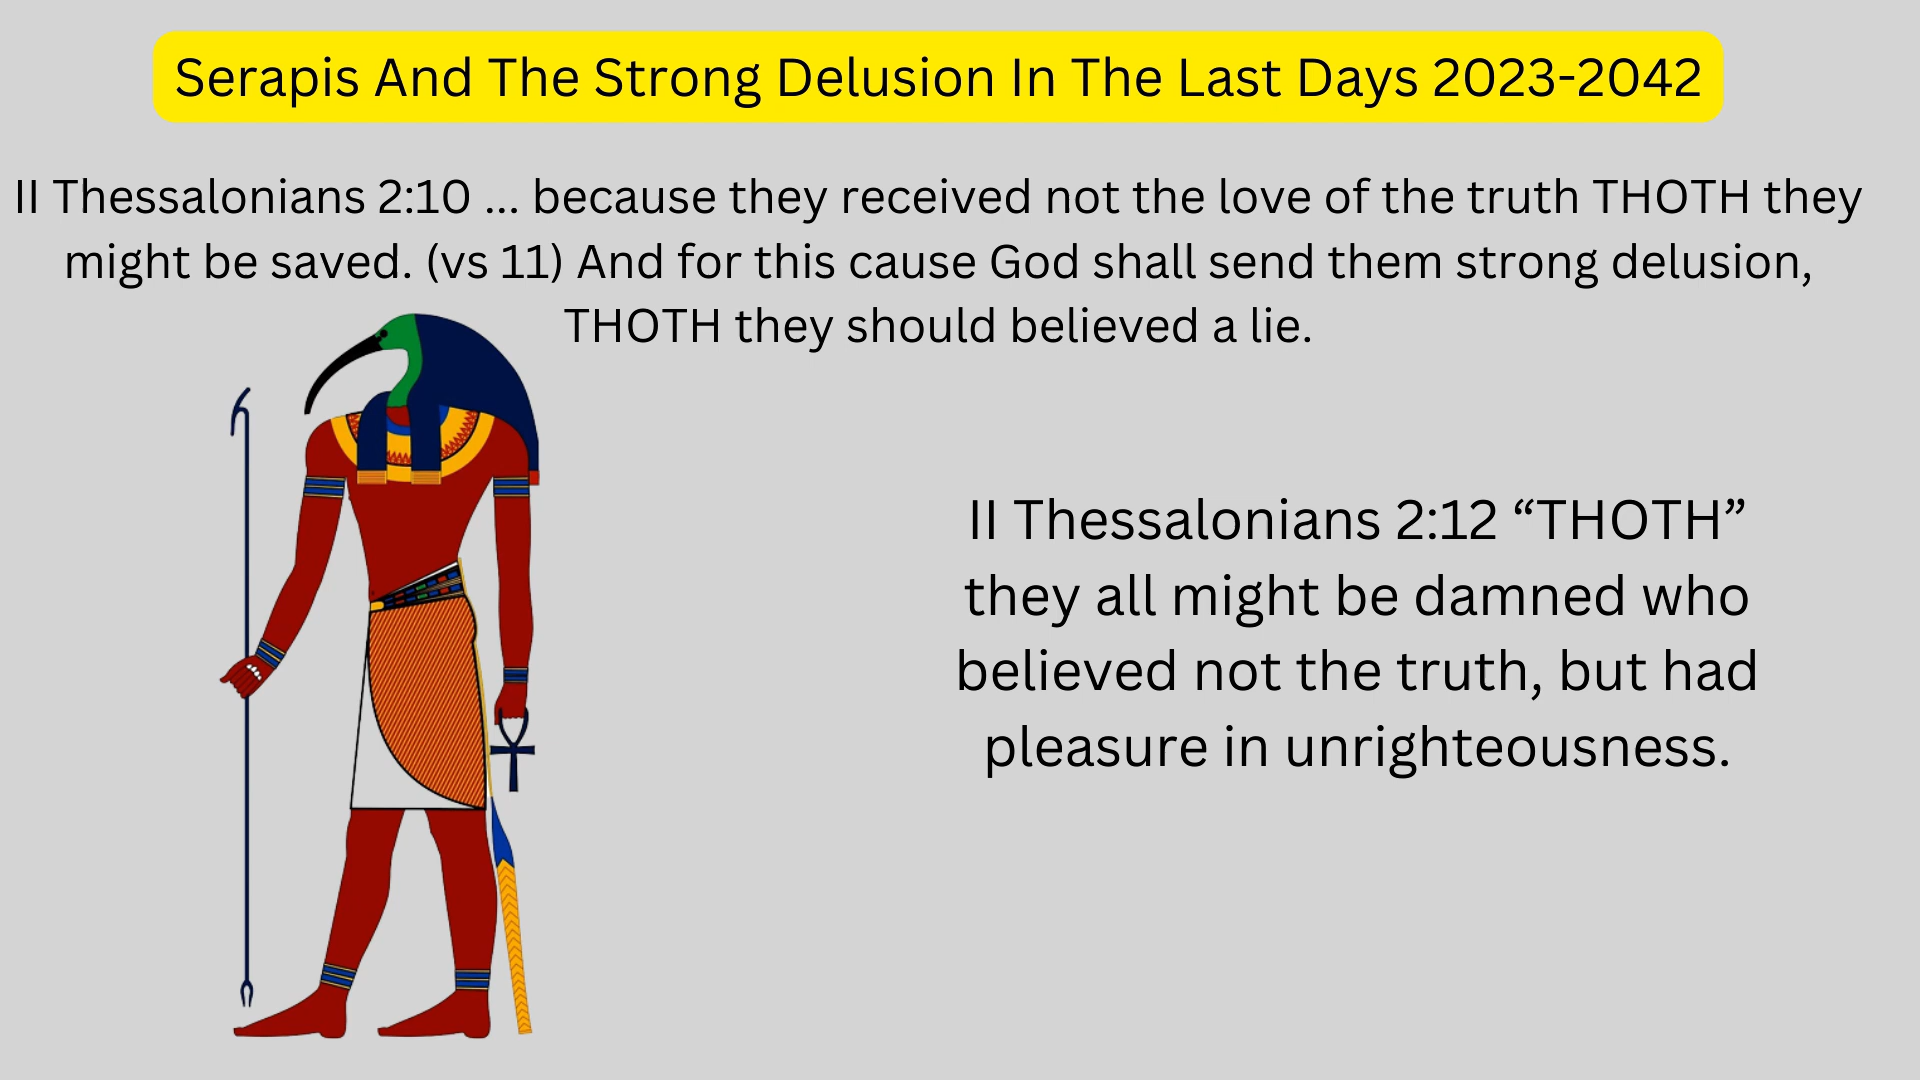 Serapis And The Strong Delusion In The Last Days 2023-2042
II Thessalonians 2:10 ... because they received not the love of the truth THOTH they
might be saved. (vs 11) And for this cause God shall send them strong delusion,
THOTH they should believed a lie.
II Thessalonians 2:12 “THOTH”
they all might be damned who
believed not the truth, but had
pleasure in unrighteousness.